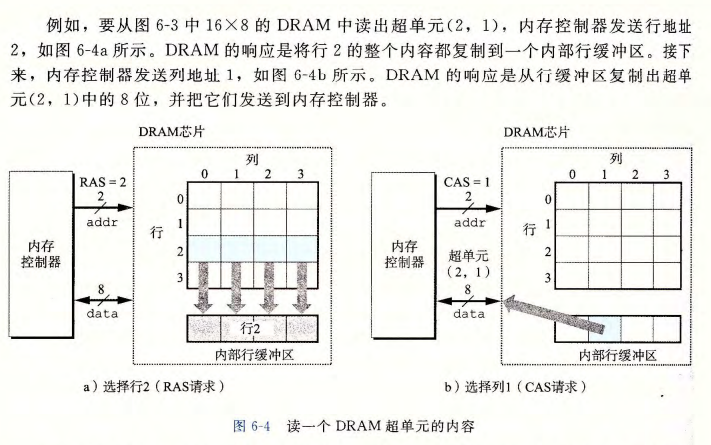 例如，要从图 6-3 中 16×8 的 DRAM 中读出超单元(2，1)，内存控制器发送行地址
2，如图 6-4a 所示。DRAM 的响应是将行 2 的整个内容都复制到一个内部行缓冲区。接下
来，内存控制器发送列地址 1，如图 6-4b 所示。DRAM 的响应是从行缓冲区复制出超单
元(2，1)中的 8 位，并把它们发送到内存控制器。
DRAM芯片
列
0 1 2 3
RAS = 2
2
addr
行
0
1
2
3
内存
控制器
8
data
行2
内部行缓冲区
a）选择行2（RAS请求）
DRAM芯片
列
0 1 2 3
CAS = 1
2
addr
行
0
1
2
3
内存
控制器
超单元
（2，1）
8
data
内部行缓冲区
b）选择列1（CAS请求）
图 6-4 读一个 DRAM 超单元的内容